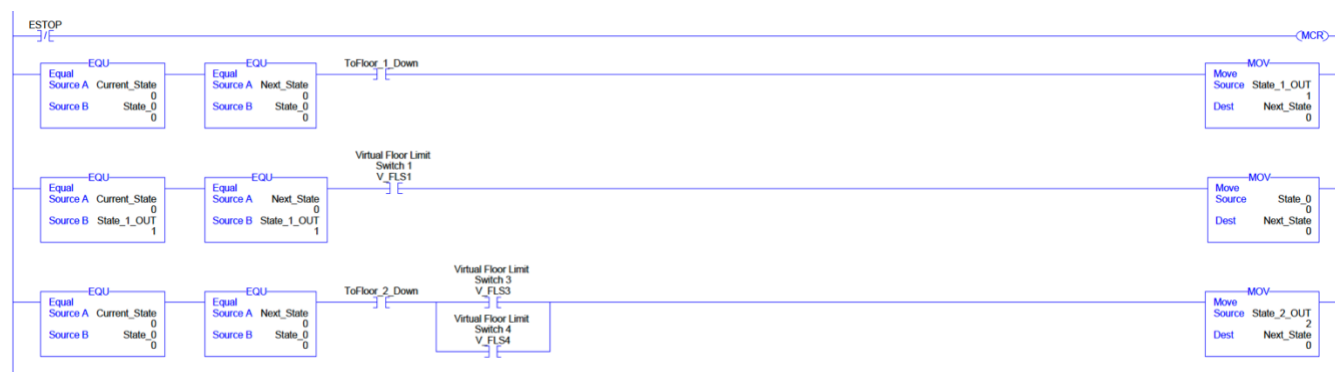 ESTOP
MCR
EQU
Equal
Source A Current_State
0
Source B State_0
0
EQU
Equal
Source A Next_State
0
Source B State_0
0
ToFloor_1_Down
MOV
Move
Source State_1_OUT
1
Dest Next_State
0
EQU
Equal
Source A Current_State
0
Source B State_1_OUT
1
EQU
Equal
Source A Next_State
0
Source B State_1_OUT
1
Virtual Floor Limit
Switch 1
V_FLS1
MOV
Move
Source State_0
0
Dest Next_State
0
EQU
Equal
Source A Current_State
0
Source B State_0
0
EQU
Equal
Source A Next_State
0
Source B State_0
0
ToFloor_2_Down
Virtual Floor Limit
Switch 3
V_FLS3
Virtual Floor Limit
Switch 4
V_FLS4
MOV
Move
Source State_2_OUT
2
Dest Next_State
0